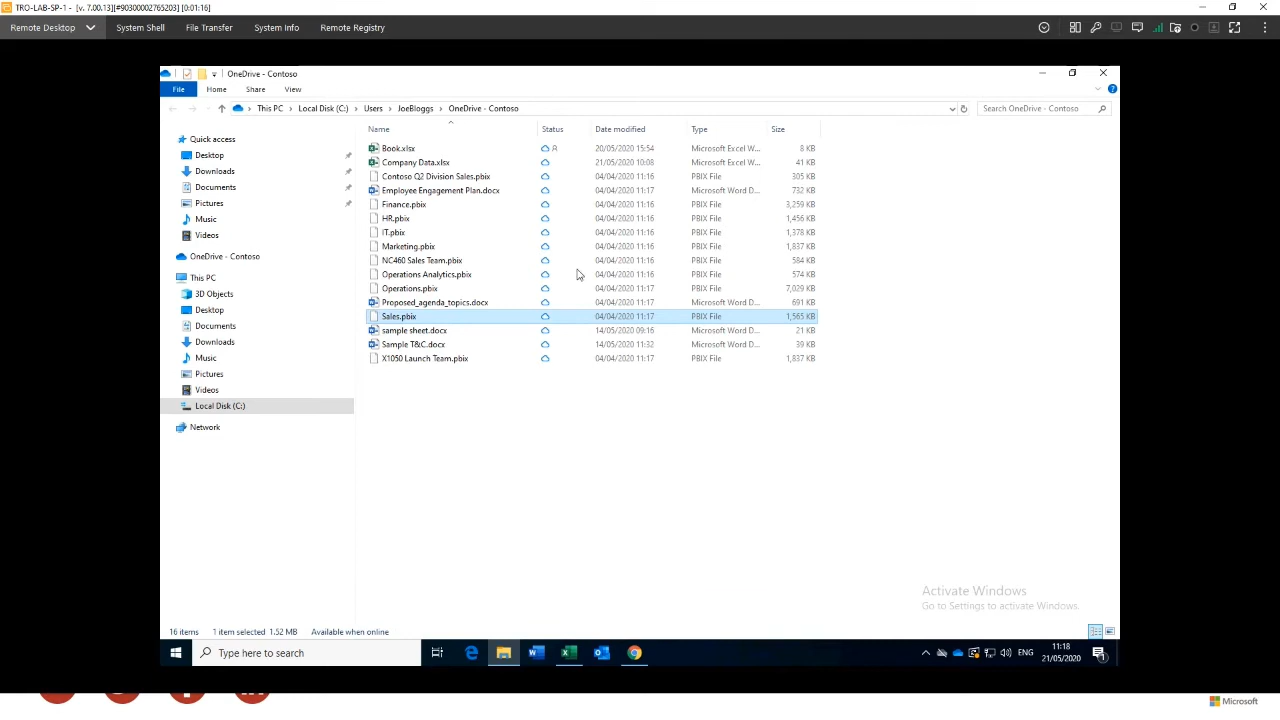 TRO-LAB-SP-1 - [v. 7.00.13][#90300002765203] [0:01:16]
Remote Desktop System Shell File Transfer System Info Remote Registry
OneDrive - Contoso
File Home Share View
This PC > Local Disk (C:) > Users > JoeBloggs > OneDrive - Contoso
Search OneDrive - Contoso
Name Status Date modified Type Size
Book.xlsx 20/05/2020 15:54 Microsoft Excel W... 8 KB
Company Data.xlsx 21/05/2020 10:08 Microsoft Excel W... 41 KB
Contoso Q2 Division Sales.pbix 04/04/2020 11:16 PBIX File 305 KB
Employee Engagement Plan.docx 04/04/2020 11:17 Microsoft Word D... 732 KB
Finance.pbix 04/04/2020 11:16 PBIX File 3,259 KB
HR.pbix 04/04/2020 11:16 PBIX File 1,456 KB
IT.pbix 04/04/2020 11:16 PBIX File 1,378 KB
Marketing.pbix 04/04/2020 11:16 PBIX File 1,837 KB
NC460 Sales Team.pbix 04/04/2020 11:16 PBIX File 584 KB
Operations Analytics.pbix 04/04/2020 11:16 PBIX File 574 KB
Operations.pbix 04/04/2020 11:17 PBIX File 7,029 KB
Proposed_agenda_topics.docx 04/04/2020 11:17 Microsoft Word D... 691 KB
Sales.pbix 04/04/2020 11:17 PBIX File 1,565 KB
sample sheet.docx 14/05/2020 09:16 Microsoft Word D... 21 KB
Sample T&C.docx 14/05/2020 11:32 Microsoft Word D... 39 KB
X1050 Launch Team.pbix 04/04/2020 11:17 PBIX File 1,837 KB
Quick access
Desktop
Downloads
Documents
Pictures
Music
Videos
OneDrive - Contoso
This PC
3D Objects
Desktop
Documents
Downloads
Music
Pictures
Videos
Local Disk (C:)
Network
Activate Windows
Go to Settings to activate Windows.
16 items 1 item selected 1.52 MB Available when online
Type here to search
ENG
11:18
21/05/2020
Microsoft